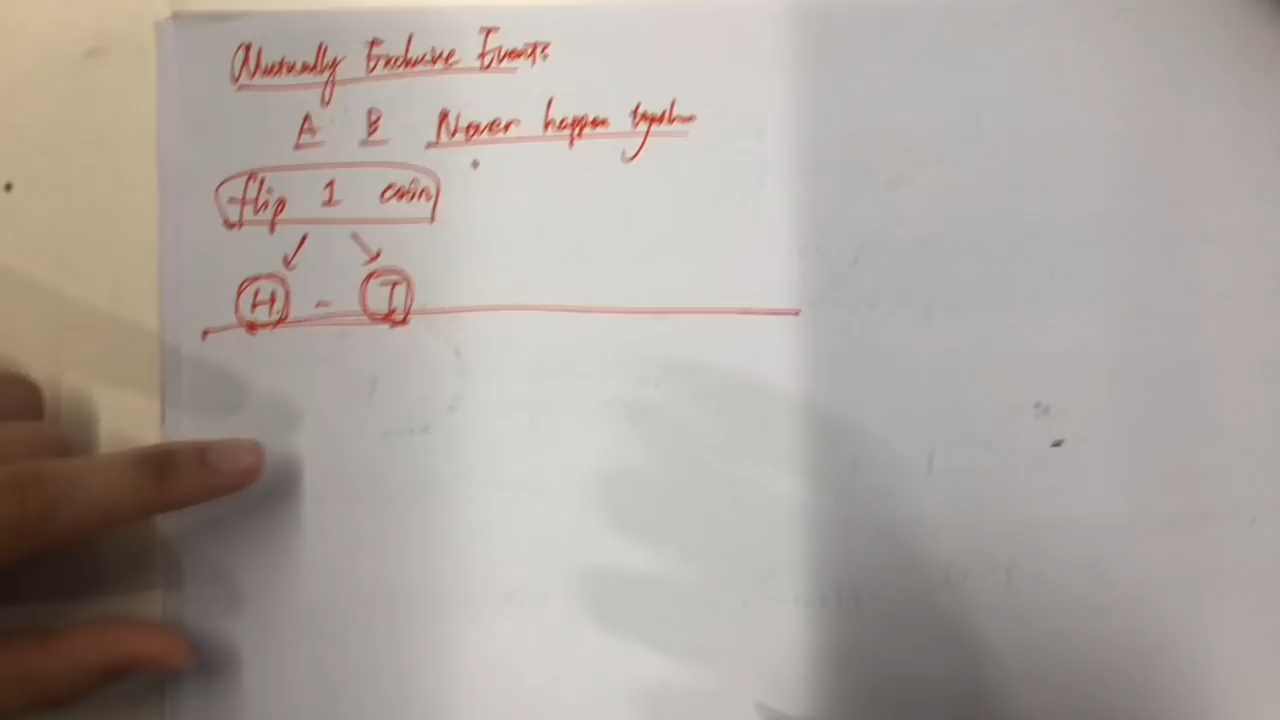 Mutually Exclusive Events
A B Never happen together
flip 1 coin
H - T